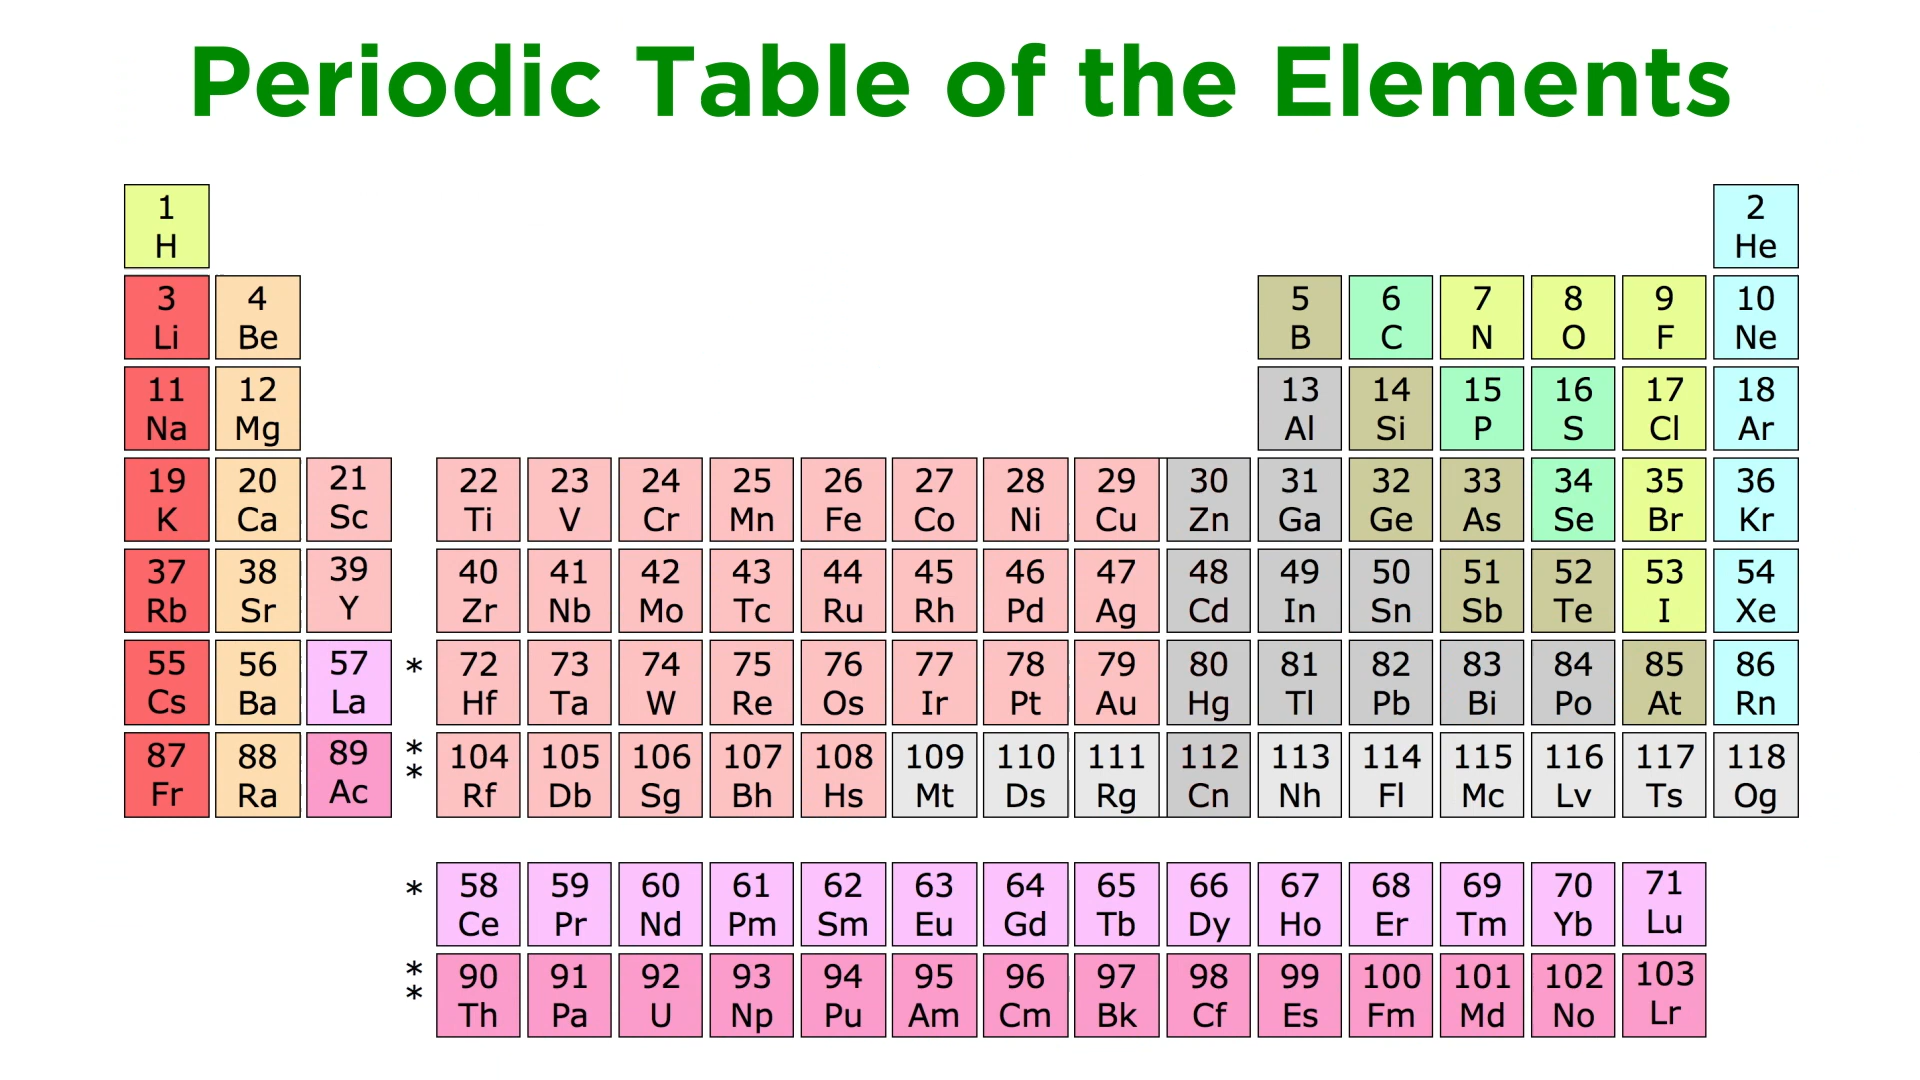 Periodic Table of the Elements
1 2
H He
3 4 5 6 7 8 9 10
Li Be B C N O F Ne
11 12 13 14 15 16 17 18
Na Mg Al Si P S Cl Ar
19 20 21 22 23 24 25 26 27 28 29 30 31 32 33 34 35 36
K Ca Sc Ti V Cr Mn Fe Co Ni Cu Zn Ga Ge As Se Br Kr
37 38 39 40 41 42 43 44 45 46 47 48 49 50 51 52 53 54
Rb Sr Y Zr Nb Mo Tc Ru Rh Pd Ag Cd In Sn Sb Te I Xe
55 56 57 * 72 73 74 75 76 77 78 79 80 81 82 83 84 85 86
Cs Ba La Hf Ta W Re Os Ir Pt Au Hg Tl Pb Bi Po At Rn
87 88 89 * 104 105 106 107 108 109 110 111 112 113 114 115 116 117 118
Fr Ra Ac * Rf Db Sg Bh Hs Mt Ds Rg Cn Nh Fl Mc Lv Ts Og
* 58 59 60 61 62 63 64 65 66 67 68 69 70 71
Ce Pr Nd Pm Sm Eu Gd Tb Dy Ho Er Tm Yb Lu
* 90 91 92 93 94 95 96 97 98 99 100 101 102 103
* Th Pa U Np Pu Am Cm Bk Cf Es Fm Md No Lr